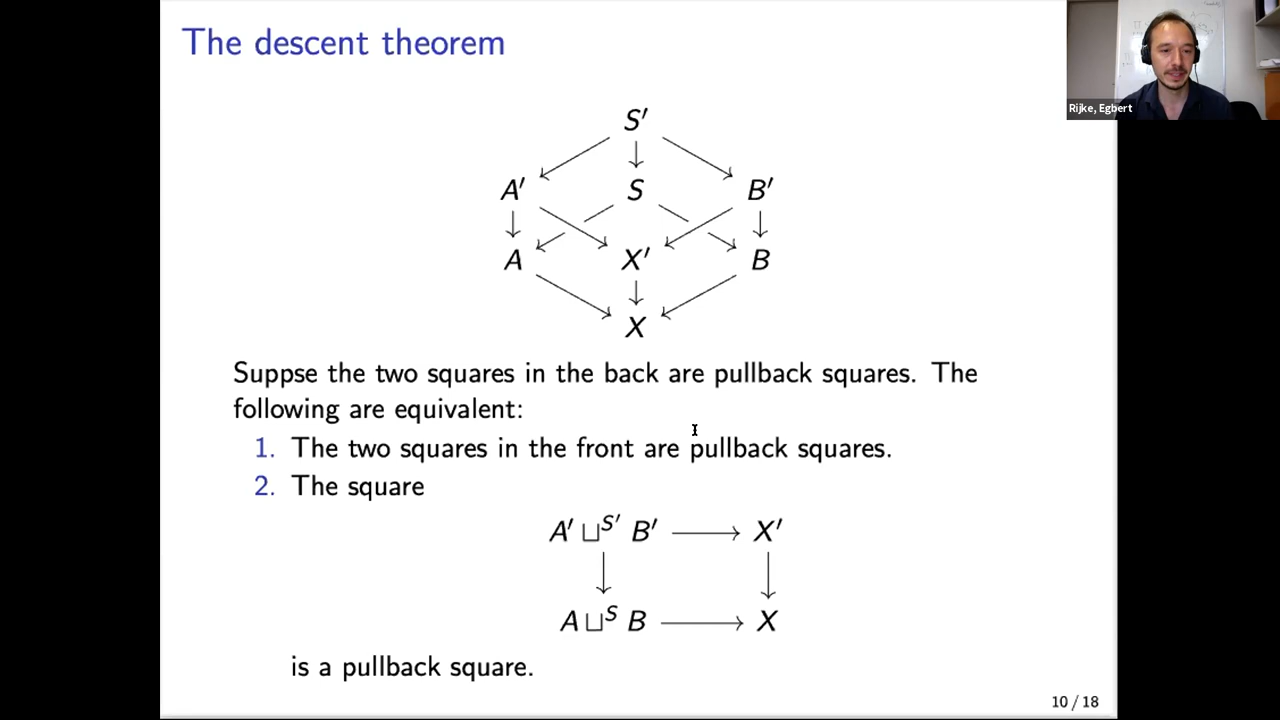 The descent theorem
Rijke, Egbert
S′
A′ S B′
A X′ B
X
Suppse the two squares in the back are pullback squares. The
following are equivalent:
1. The two squares in the front are pullback squares.
2. The square
A′ ⊔^S′ B′ ⟶ X′
A ⊔^S B ⟶ X
is a pullback square.
10 / 18